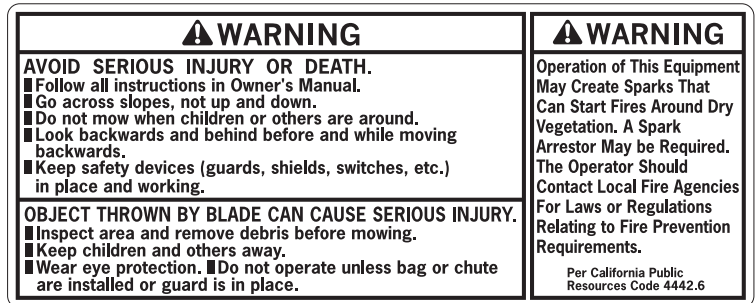 WARNING
AVOID SERIOUS INJURY OR DEATH.
Follow all instructions in Owner's Manual.
Go across slopes, not up and down.
Do not mow when children or others are around.
Look backwards and behind before and while moving
backwards.
Keep safety devices (guards, shields, switches, etc.)
in place and working.
OBJECT THROWN BY BLADE CAN CAUSE SERIOUS INJURY.
Inspect area and remove debris before mowing.
Keep children and others away.
Wear eye protection. Do not operate unless bag or chute
are installed or guard is in place.
WARNING
Operation of This Equipment
May Create Sparks That
Can Start Fires Around Dry
Vegetation. A Spark
Arrestor May be Required.
The Operator Should
Contact Local Fire Agencies
For Laws or Regulations
Relating to Fire Prevention
Requirements.
Per California Public
Resources Code 4442.6